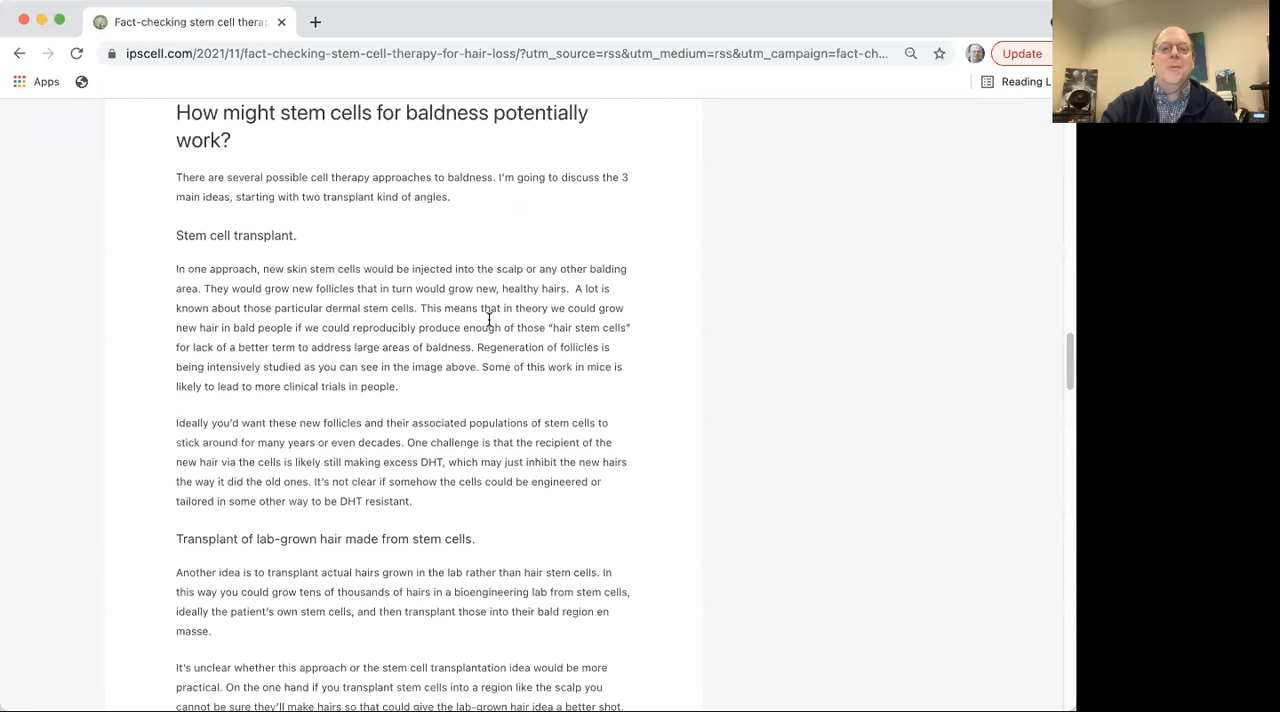 Fact-checking stem cell therap
ipscell.com/2021/11/fact-checking-stem-cell-therapy-for-hair-loss/?utm_source=rss&utm_medium=rss&utm_campaign=fact-ch...
Update
Apps
Reading L
How might stem cells for baldness potentially
work?
There are several possible cell therapy approaches to baldness. I'm going to discuss the 3
main ideas, starting with two transplant kind of angles.
Stem cell transplant.
In one approach, new skin stem cells would be injected into the scalp or any other balding
area. They would grow new follicles that in turn would grow new, healthy hairs.  A lot is
known about those particular dermal stem cells. This means that in theory we could grow
new hair in bald people if we could reproducibly produce enough of those “hair stem cells”
for lack of a better term to address large areas of baldness. Regeneration of follicles is
being intensively studied as you can see in the image above. Some of this work in mice is
likely to lead to more clinical trials in people.
Ideally you'd want these new follicles and their associated populations of stem cells to
stick around for many years or even decades. One challenge is that the recipient of the
new hair via the cells is likely still making excess DHT, which may just inhibit the new hairs
the way it did the old ones. It's not clear if somehow the cells could be engineered or
tailored in some other way to be DHT resistant.
Transplant of lab-grown hair made from stem cells.
Another idea is to transplant actual hairs grown in the lab rather than hair stem cells. In
this way you could grow tens of thousands of hairs in a bioengineering lab from stem cells,
ideally the patient's own stem cells, and then transplant those into their bald region en
masse.
It's unclear whether this approach or the stem cell transplantation idea would be more
practical. On the one hand if you transplant stem cells into a region like the scalp you
cannot be sure they'll make hairs so that could give the lab-grown hair idea a better shot.